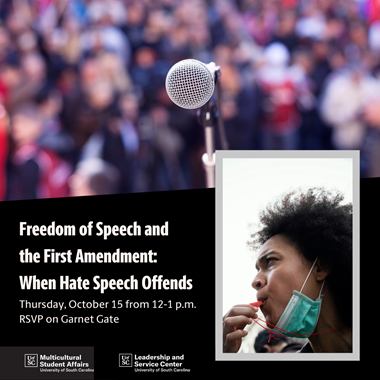 Freedom of Speech and
the First Amendment:
When Hate Speech Offends
Thursday, October 15 from 12-1 p.m.
RSVP on Garnet Gate
UofSC
Multicultural
Student Affairs
University of South Carolina
UofSC
Leadership and
Service Center
University of South Carolina